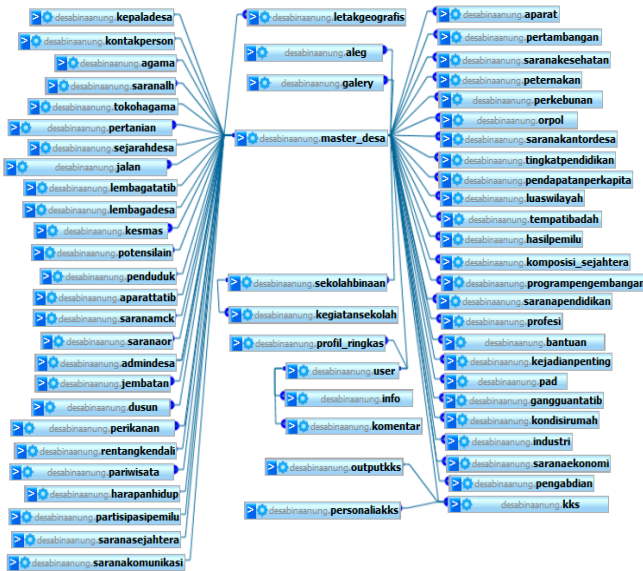 desabinaanung.kepaladesa
desabinaanung.kontakperson
desabinaanung.agama
desabinaanung.saranalh
desabinaanung.tokohagama
desabinaanung.pertanian
desabinaanung.sejarahdesa
desabinaanung.jalan
desabinaanung.lembagatatib
desabinaanung.lembagadesa
desabinaanung.kesmas
desabinaanung.potensilain
desabinaanung.penduduk
desabinaanung.aparattatib
desabinaanung.saranamck
desabinaanung.saranaor
desabinaanung.admindesa
desabinaanung.jembatan
desabinaanung.dusun
desabinaanung.perikanan
desabinaanung.rentangkendali
desabinaanung.pariwisata
desabinaanung.harapanhidup
desabinaanung.partisipasipemilu
desabinaanung.saranasejahtera
desabinaanung.saranakomunikasi
desabinaanung.letakgeografis
desabinaanung.aleg
desabinaanung.galery
desabinaanung.master_desa
desabinaanung.sekolahbinaan
desabinaanung.kegiatansekolah
desabinaanung.profil_ringkas
desabinaanung.user
desabinaanung.info
desabinaanung.komentar
desabinaanung.outputkks
desabinaanung.personaliakks
desabinaanung.aparat
desabinaanung.pertambangan
desabinaanung.saranakesehatan
desabinaanung.peternakan
desabinaanung.perkebunan
desabinaanung.orpol
desabinaanung.saranakantordesa
desabinaanung.tingkatpendidikan
desabinaanung.pendapatanperkapita
desabinaanung.luaswilayah
desabinaanung.tempatibadah
desabinaanung.hasilpemilu
desabinaanung.komposisi_sejahtera
desabinaanung.programpengembangan
desabinaanung.saranapendidikan
desabinaanung.profesi
desabinaanung.bantuan
desabinaanung.kejadianpenting
desabinaanung.pad
desabinaanung.gangguantatib
desabinaanung.kondisirumah
desabinaanung.industri
desabinaanung.saranaekonomi
desabinaanung.pengabdian
desabinaanung.kks